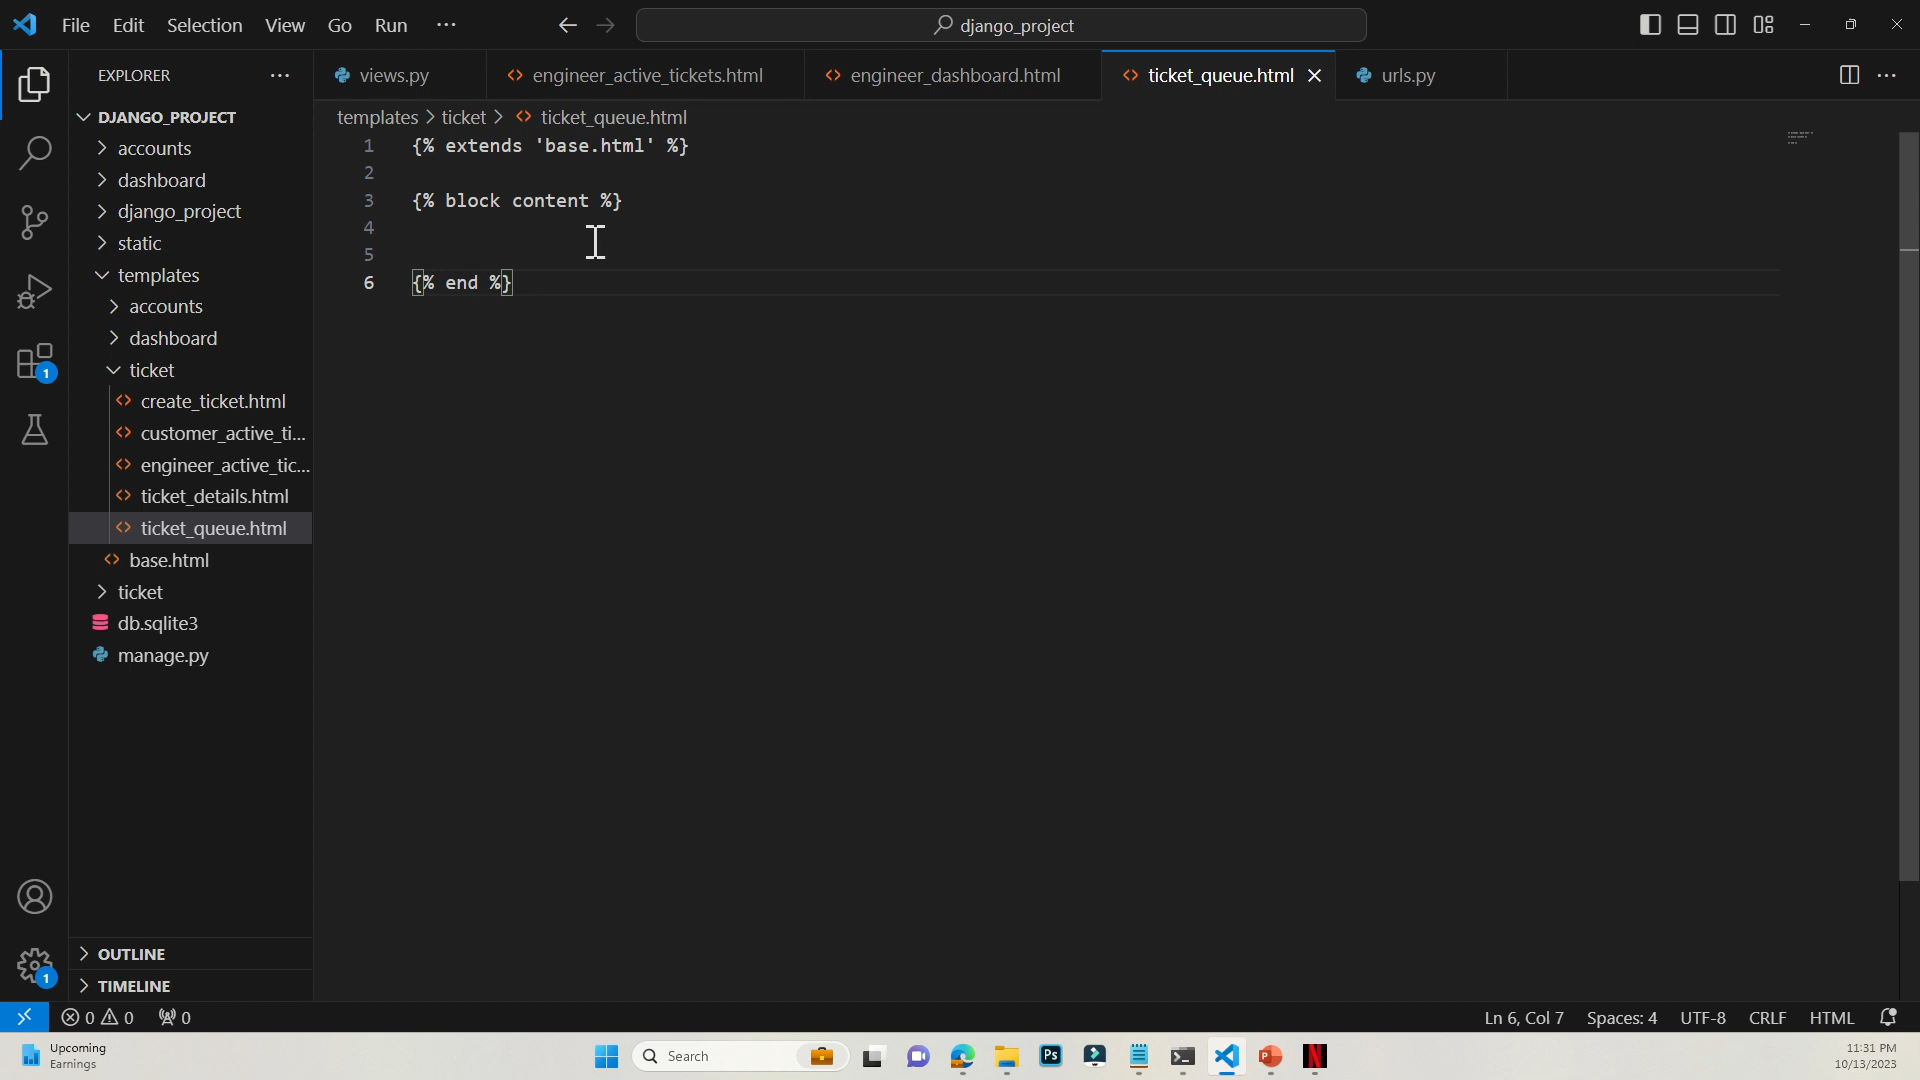 File Edit Selection View Go Run ···
django_project
EXPLORER ···
DJANGO_PROJECT
accounts
dashboard
django_project
static
templates
accounts
dashboard
ticket
create_ticket.html
customer_active_ti...
engineer_active_tic...
ticket_details.html
ticket_queue.html
base.html
ticket
db.sqlite3
manage.py
OUTLINE
TIMELINE
1
1
views.py engineer_active_tickets.html engineer_dashboard.html ticket_queue.html urls.py ···
templates > ticket > ticket_queue.html
1 {% extends 'base.html' %}
2
3 {% block content %}
4
5
6 {% end %}
0 0 0 Ln 6, Col 7 Spaces: 4 UTF-8 CRLF HTML
Upcoming
Earnings
Search
Ps
P
N
11:31 PM
10/13/2023